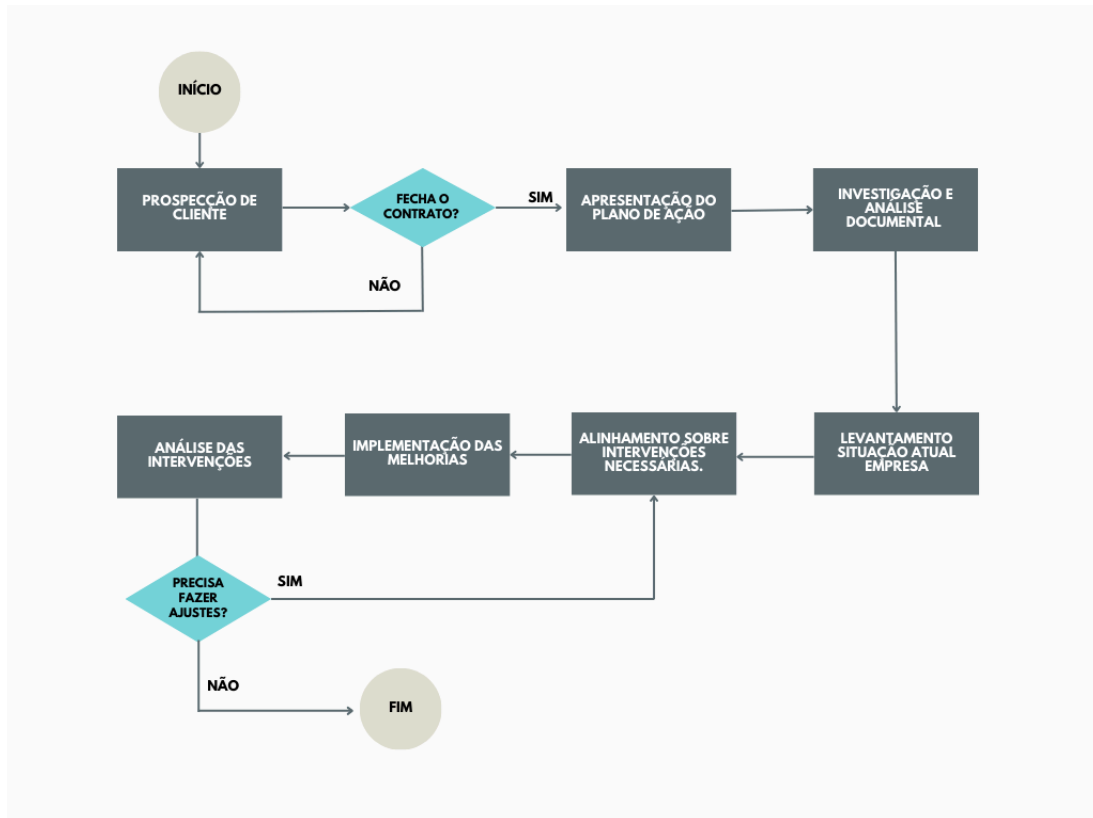 INÍCIO
PROSPECÇÃO DE
CLIENTE
FECHA O
CONTRATO?
SIM
APRESENTAÇÃO DO
PLANO DE AÇÃO
INVESTIGAÇÃO E
ANÁLISE
DOCUMENTAL
NÃO
LEVANTAMENTO
SITUAÇÃO ATUAL
EMPRESA
ALINHAMENTO SOBRE
INTERVENÇÕES
NECESSÁRIAS.
IMPLEMENTAÇÃO DAS
MELHORIAS
ANÁLISE DAS
INTERVENÇÕES
PRECISA
FAZER
AJUSTES?
SIM
NÃO
FIM